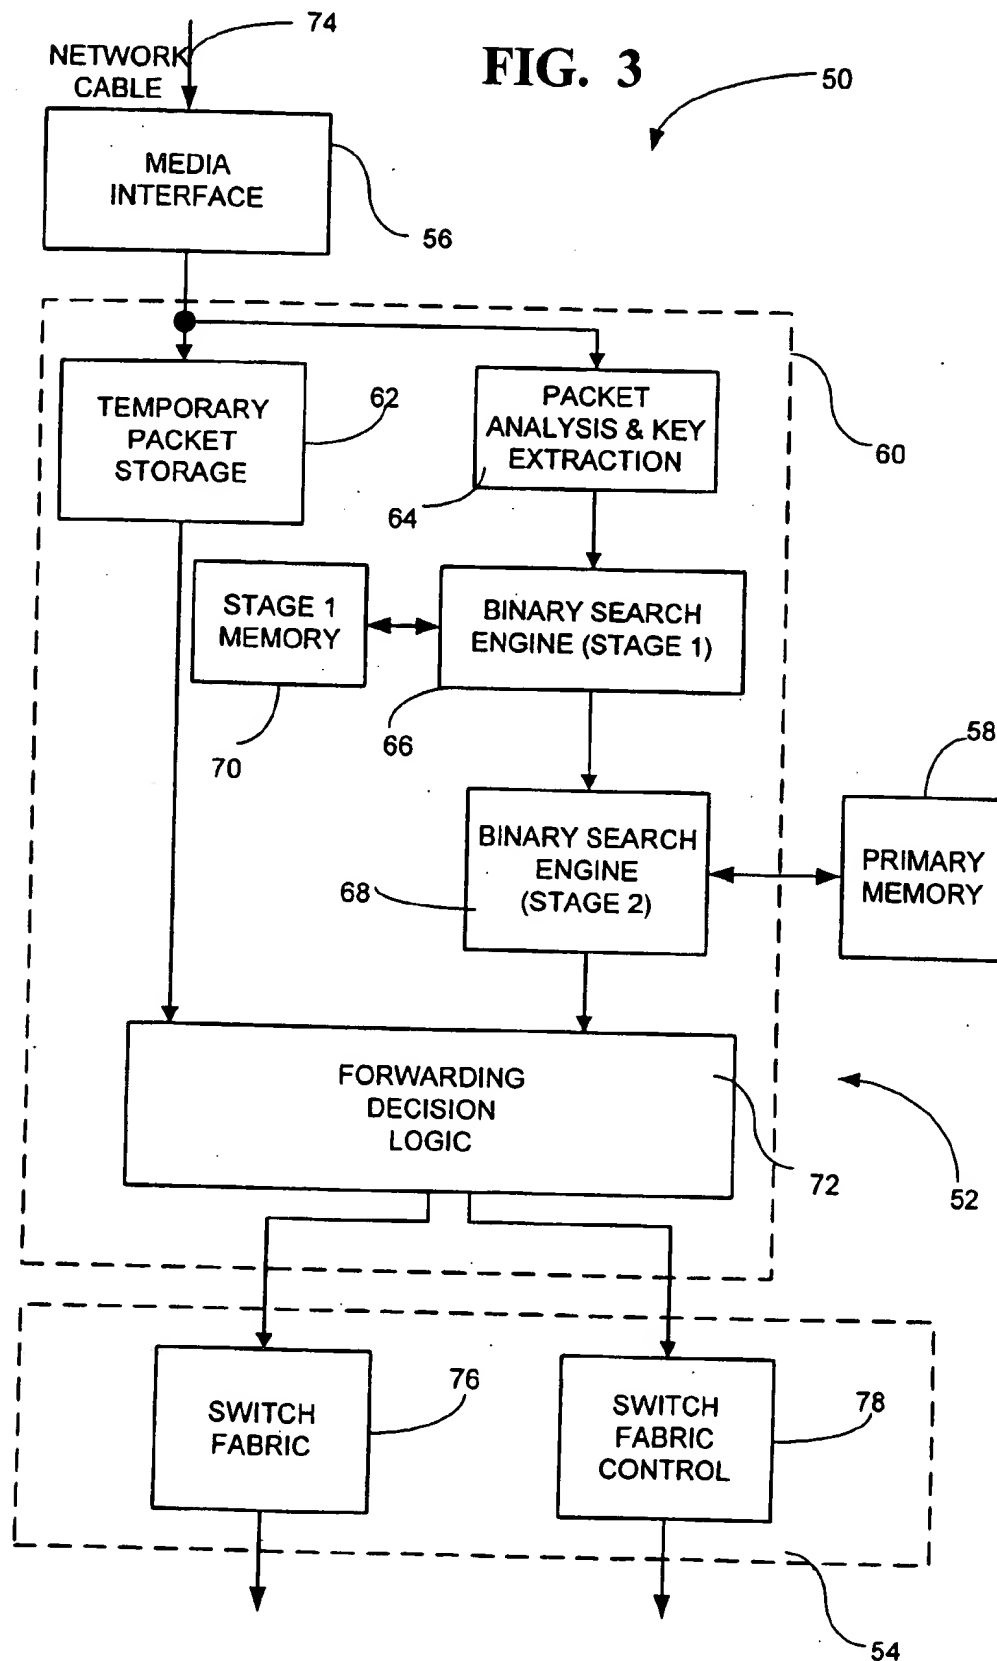 74
NETWORK
CABLE
FIG. 3
50
MEDIA
INTERFACE
56
TEMPORARY
PACKET
STORAGE
62
PACKET
ANALYSIS & KEY
EXTRACTION
60
64
STAGE 1
MEMORY
BINARY SEARCH
ENGINE (STAGE 1)
70
66
58
BINARY SEARCH
ENGINE
(STAGE 2)
68
PRIMARY
MEMORY
FORWARDING
DECISION
LOGIC
72
52
SWITCH
FABRIC
76
SWITCH
FABRIC
CONTROL
78
54